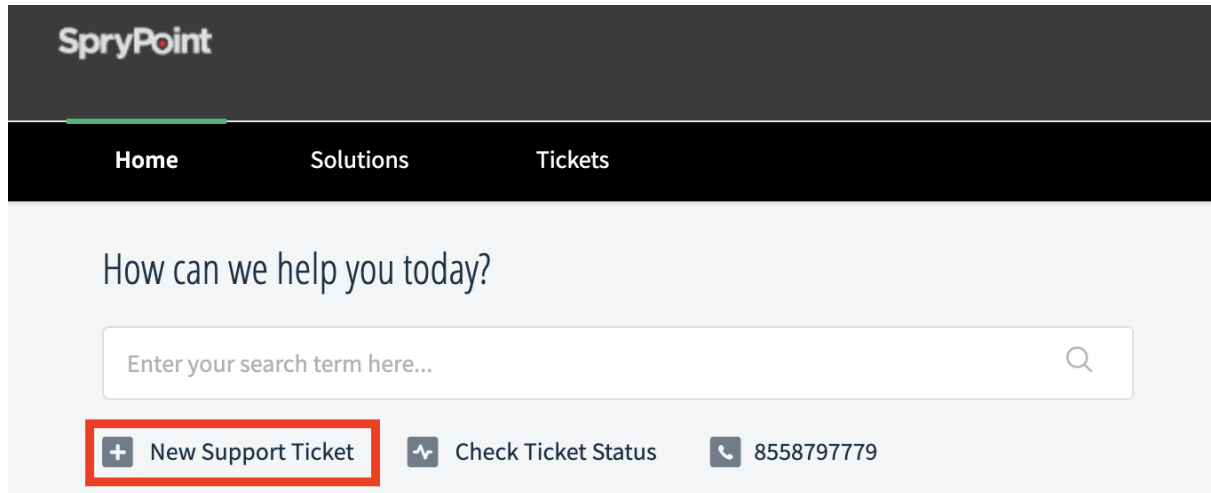 SpryPoint
Home Solutions Tickets
How can we help you today?
Enter your search term here...
New Support Ticket Check Ticket Status 8558797779